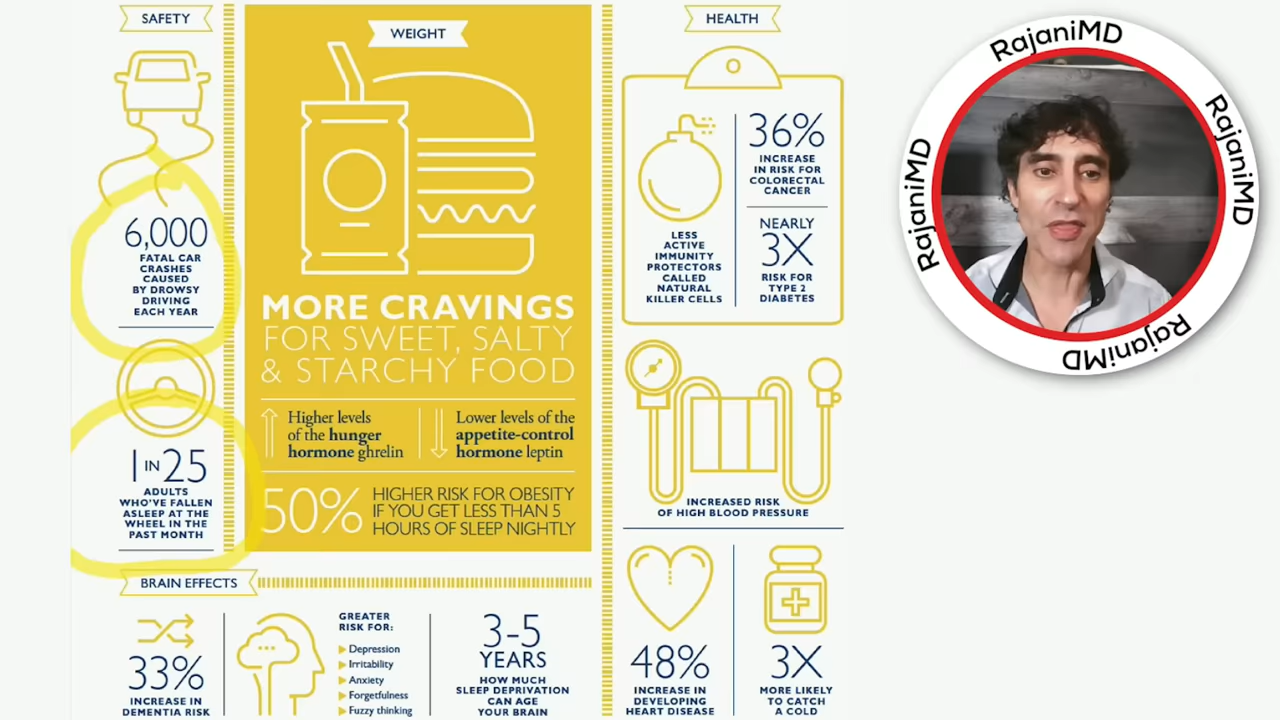 SAFETY
6,000
FATAL CAR
CRASHES
CAUSED
BY DROWSY
DRIVING
EACH YEAR
1 IN 25
ADULTS
WHO'VE FALLEN
ASLEEP AT THE
WHEEL IN THE
PAST MONTH
WEIGHT
MORE CRAVINGS
FOR SWEET, SALTY
& STARCHY FOOD
Higher levels
of the hunger
hormone ghrelin
Lower levels of the
appetite-control
hormone leptin
50%
HIGHER RISK FOR OBESITY
IF YOU GET LESS THAN 5
HOURS OF SLEEP NIGHTLY
HEALTH
LESS
ACTIVE
IMMUNITY
PROTECTORS
CALLED
NATURAL
KILLER CELLS
36%
INCREASE
IN RISK FOR
COLORECTAL
CANCER
NEARLY
3X
RISK FOR
TYPE 2
DIABETES
INCREASED RISK
OF HIGH BLOOD PRESSURE
48%
INCREASE IN
DEVELOPING
HEART DISEASE
3X
MORE LIKELY
TO CATCH
A COLD
BRAIN EFFECTS
33%
INCREASE IN
DEMENTIA RISK
GREATER
RISK FOR:
Depression
Irritability
Anxiety
Forgetfulness
Fuzzy thinking
3-5
YEARS
HOW MUCH
SLEEP DEPRIVATION
CAN AGE
YOUR BRAIN
RajaniMD
RajaniMD
RajaniMD
RajaniMD